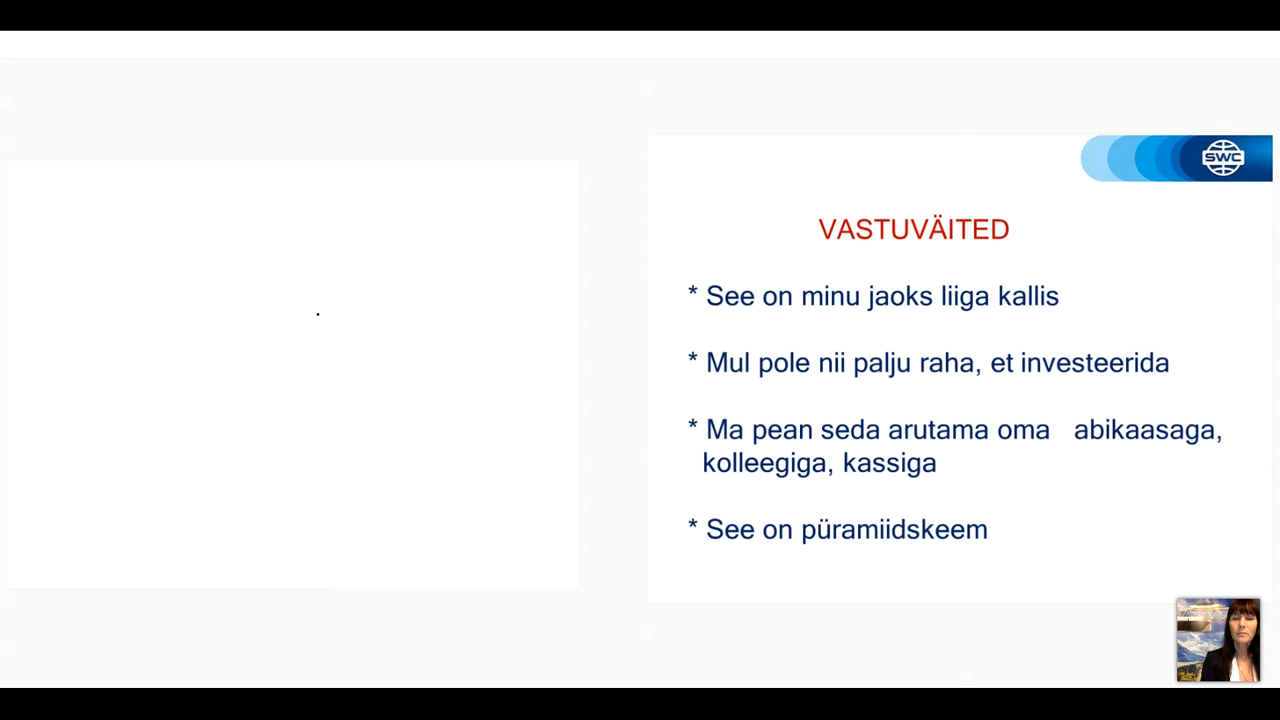 SWC
VASTUVÄITED
* See on minu jaoks liiga kallis
* Mul pole nii palju raha, et investeerida
* Ma pean seda arutama oma abikaasaga,
kolleegiga, kassiga
* See on püramiidskeem